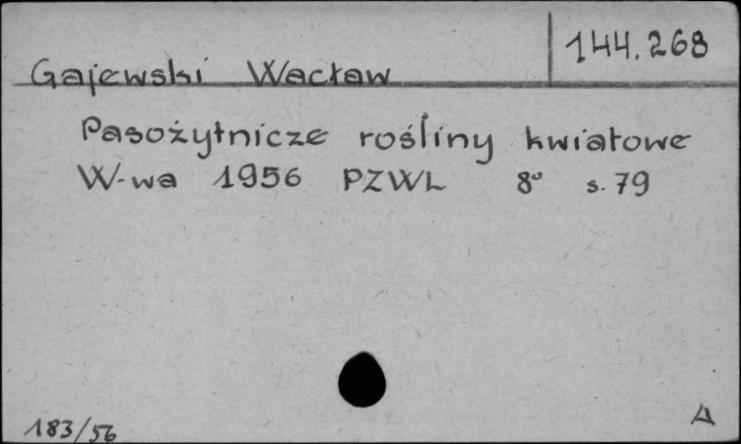 144.268
Gajewski Wacław
Pasożytnicze rośliny kwiatowe
W-wa 1956 PZWL 8° s. 79
183/56